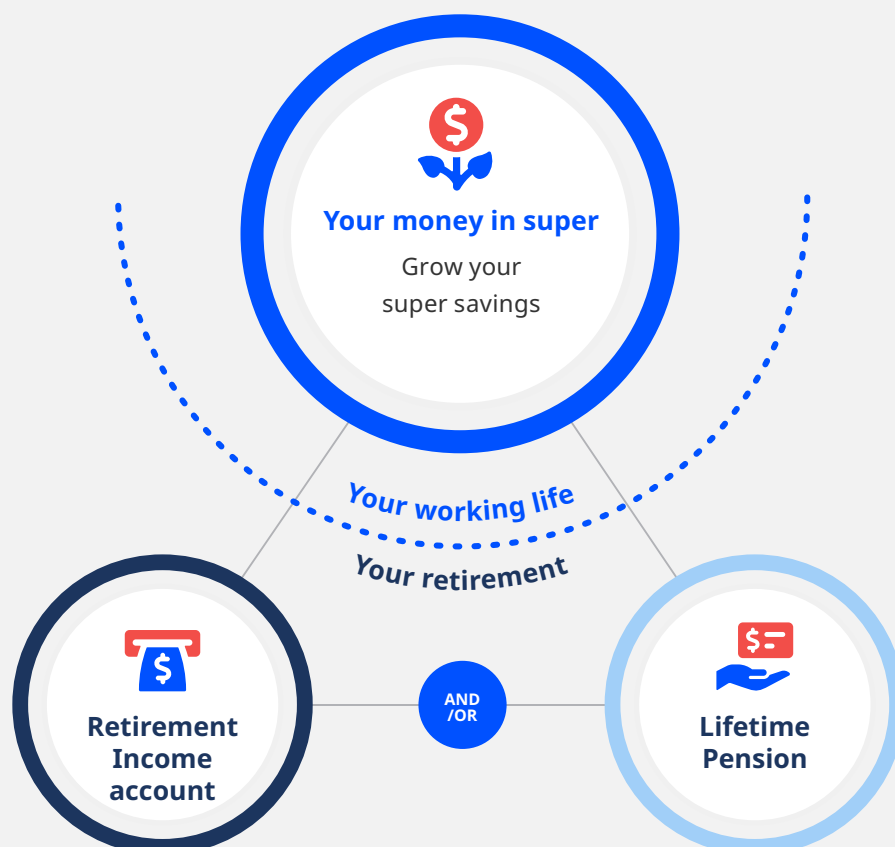 $
Your money in super
Grow your
super savings
Your working life
Your retirement
$
Retirement
Income
account
AND
/OR
$
Lifetime
Pension